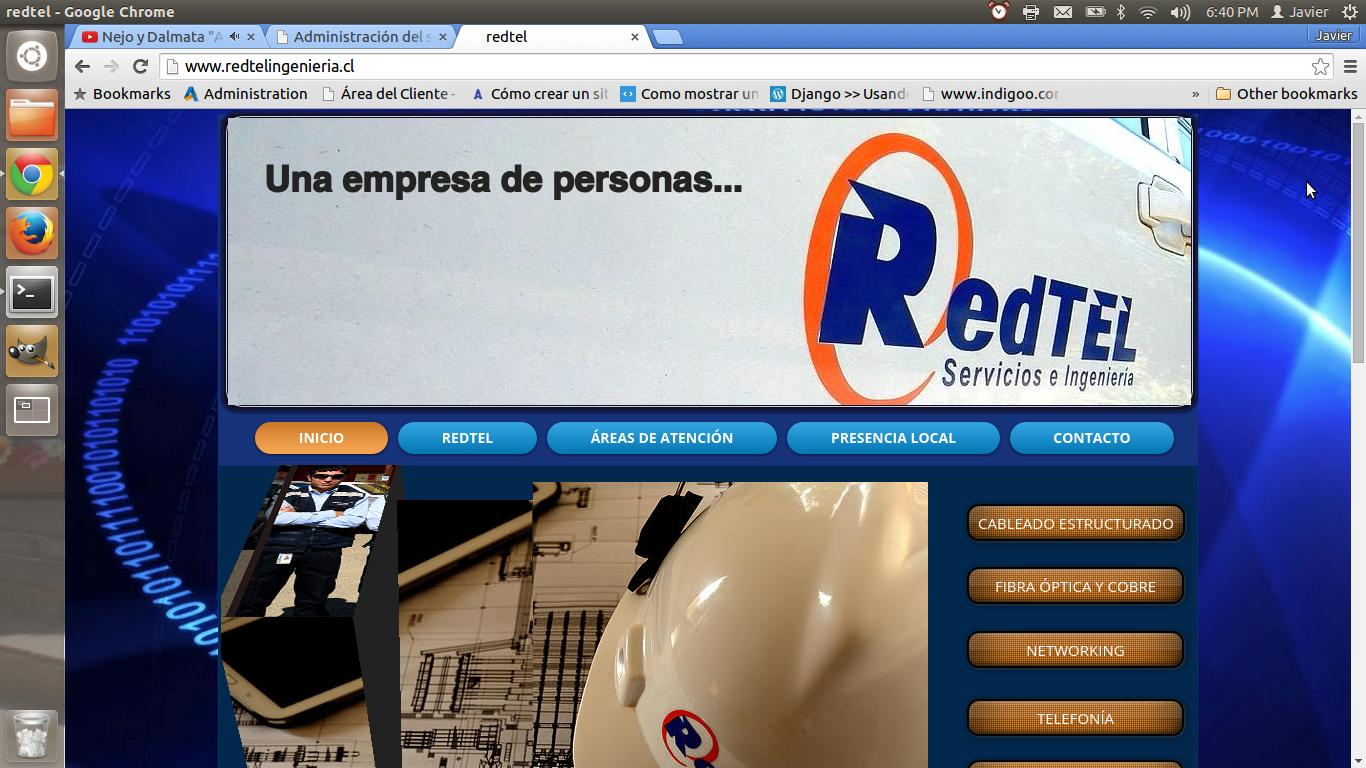 redtel - Google Chrome
6:40 PM Javier
Nejo y Dalmata "A
Administración del s
redtel
Javier
www.redtelingenieria.cl
Bookmarks
Administration
Área del Cliente -
Cómo crear un sit
Como mostrar un
Django >> Usand
www.indigoo.com
»
Other bookmarks
Una empresa de personas...
RedTÈL
Servicios e Ingeniería
INICIO
REDTEL
ÁREAS DE ATENCIÓN
PRESENCIA LOCAL
CONTACTO
CABLEADO ESTRUCTURADO
FIBRA ÓPTICA Y COBRE
NETWORKING
TELEFONÍA